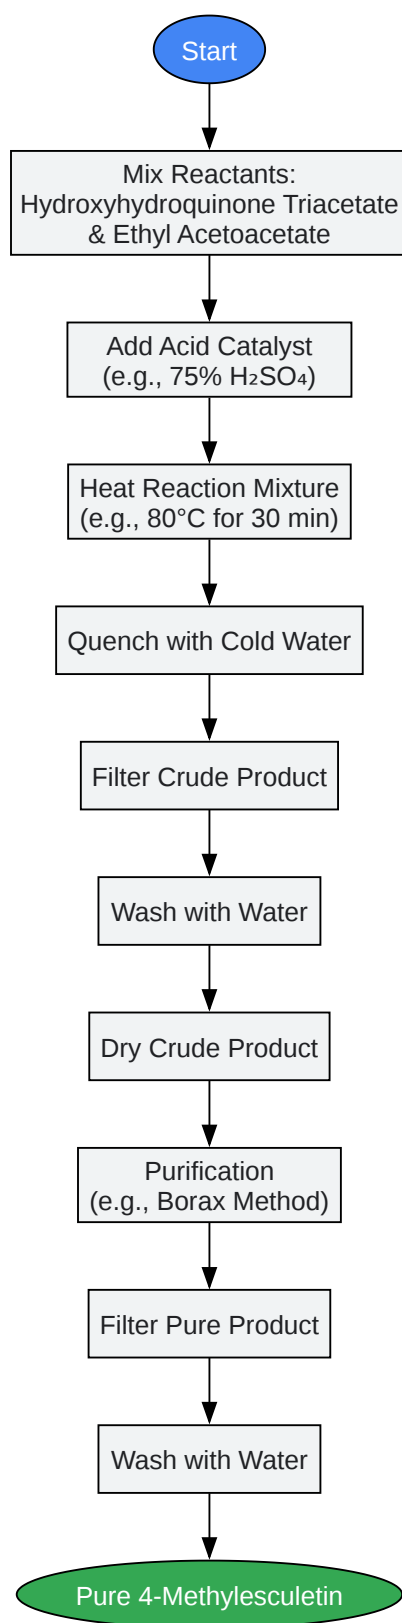 Start
Mix Reactants:
Hydroxyhydroquinone Triacetate
& Ethyl Acetoacetate
Add Acid Catalyst
(e.g., 75% H₂SO₄)
Heat Reaction Mixture
(e.g., 80°C for 30 min)
Quench with Cold Water
Filter Crude Product
Wash with Water
Dry Crude Product
Purification
(e.g., Borax Method)
Filter Pure Product
Wash with Water
Pure 4-Methylesculetin